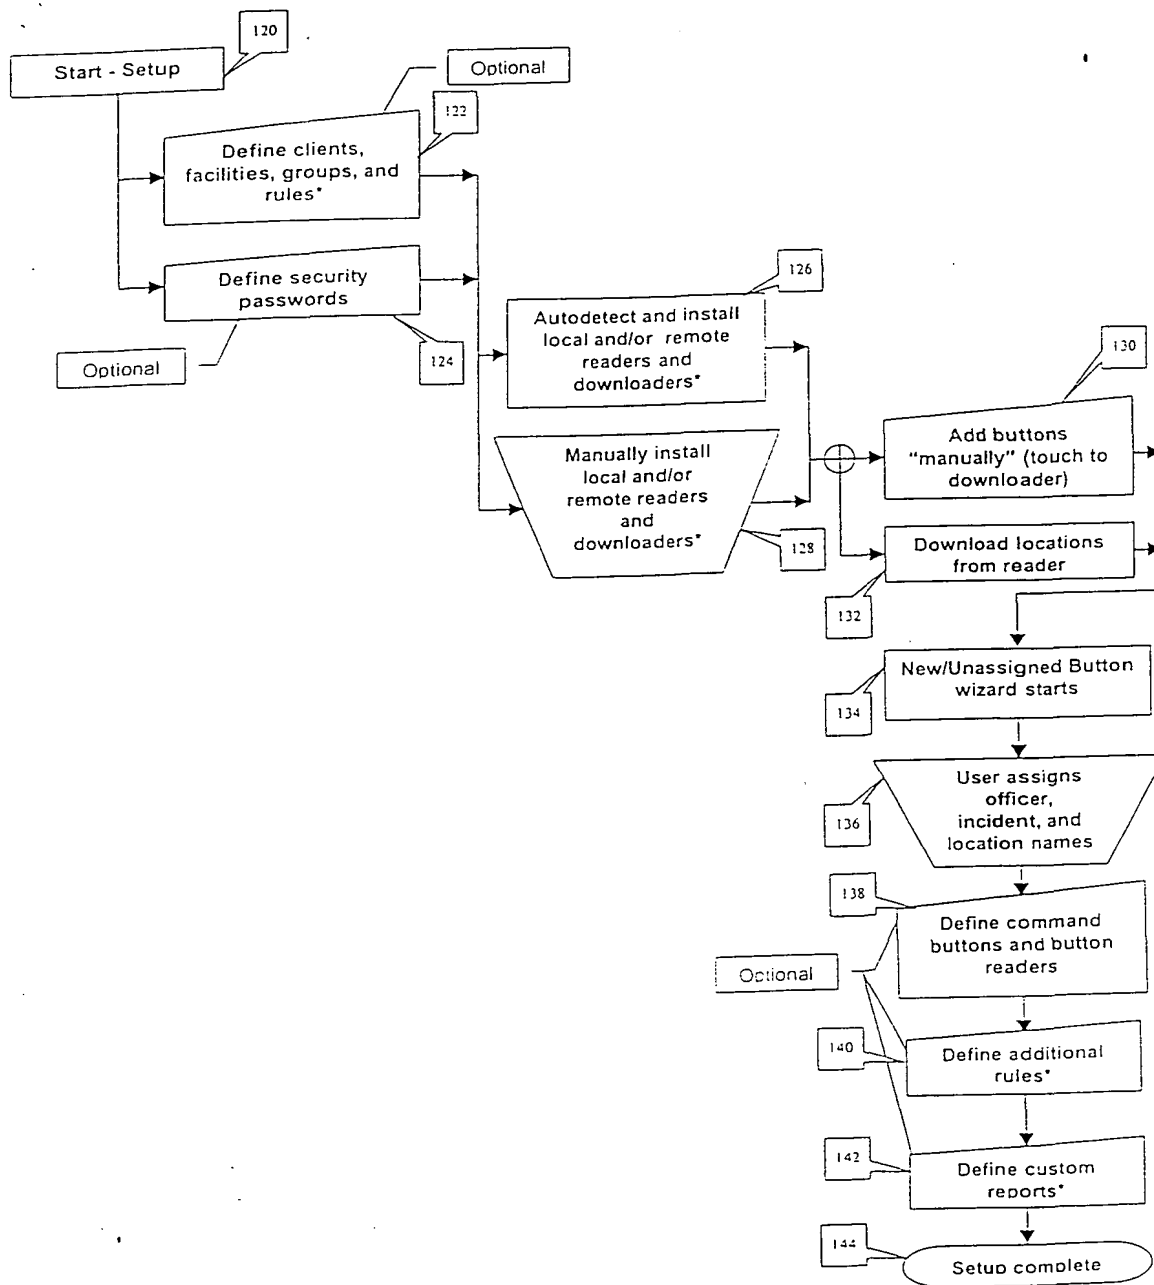 120
Start - Setup
Optional
122
Define clients,
facilities, groups, and
rules*
Define security
passwords
124
Optional
126
Autodetect and install
local and/or remote
readers and
downloaders*
Manually install
local and/or
remote readers
and
downloaders*
128
130
Add buttons
"manually" (touch to
downloader)
Download locations
from reader
132
New/Unassigned Button
wizard starts
134
User assigns
officer,
incident, and
location names
136
138
Define command
buttons and button
readers
Optional
140
Define additional
rules*
142
Define custom
reports*
144
Setup complete